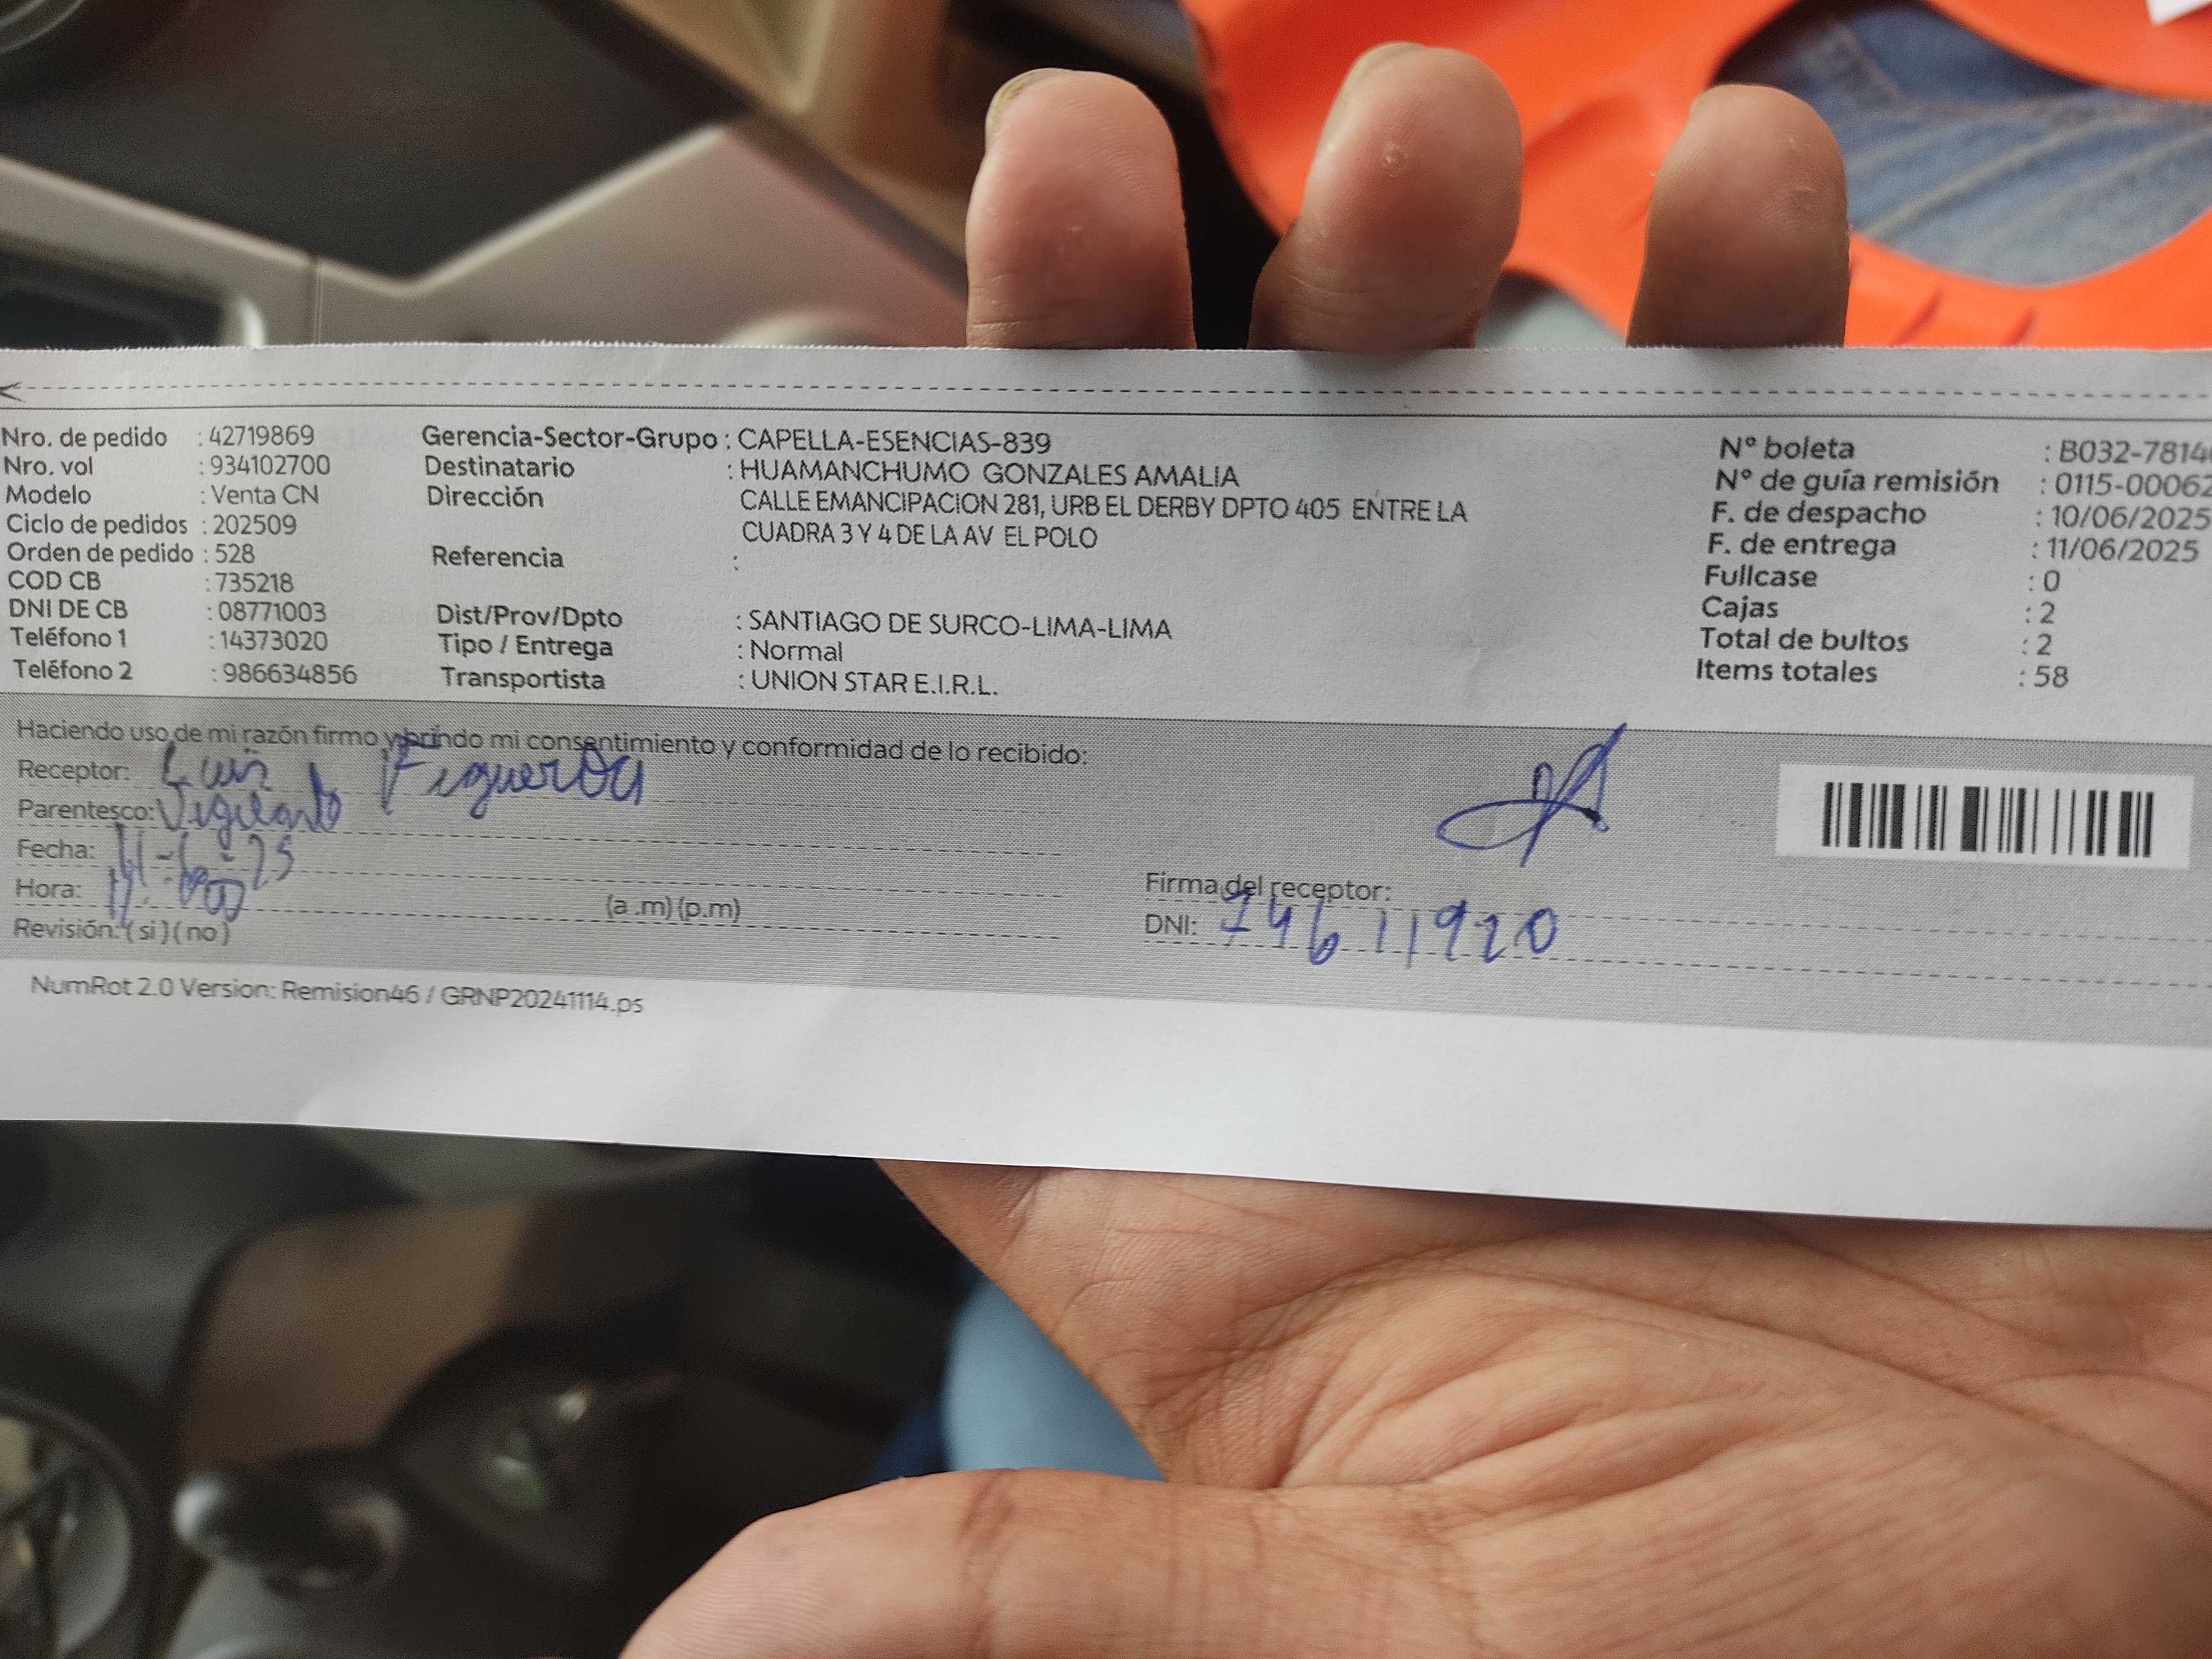 Nro. de pedido : 42719869
Nro. vol : 934102700
Modelo : Venta CN
Ciclo de pedidos : 202509
Orden de pedido : 528
COD CB : 735218
DNI DE CB : 08771003
Teléfono 1 : 14373020
Teléfono 2 : 986634856
Gerencia-Sector-Grupo : CAPELLA-ESENCIAS-839
Destinatario : HUAMANCHUMO GONZALES AMALIA
Dirección CALLE EMANCIPACION 281, URB EL DERBY DPTO 405 ENTRE LA
CUADRA 3 Y 4 DE LA AV EL POLO
Referencia :
Dist/Prov/Dpto : SANTIAGO DE SURCO-LIMA-LIMA
Tipo / Entrega : Normal
Transportista : UNION STAR E.I.R.L.
N° boleta : B032-7814
N° de guía remisión : 0115-00062
F. de despacho : 10/06/2025
F. de entrega : 11/06/2025
Fullcase : 0
Cajas : 2
Total de bultos : 2
Items totales : 58
Haciendo uso de mi razón firmo y brindo mi consentimiento y conformidad de lo recibido:
Receptor: Luis Figueroa
Parentesco: Vigilante
Fecha: 11-6-25
Hora: (a .m) (p.m)
Revisión: ( si ) ( no )
Firma del receptor:
DNI: 74611920
NumRot 2.0 Version: Remision46 / GRNP20241114.ps